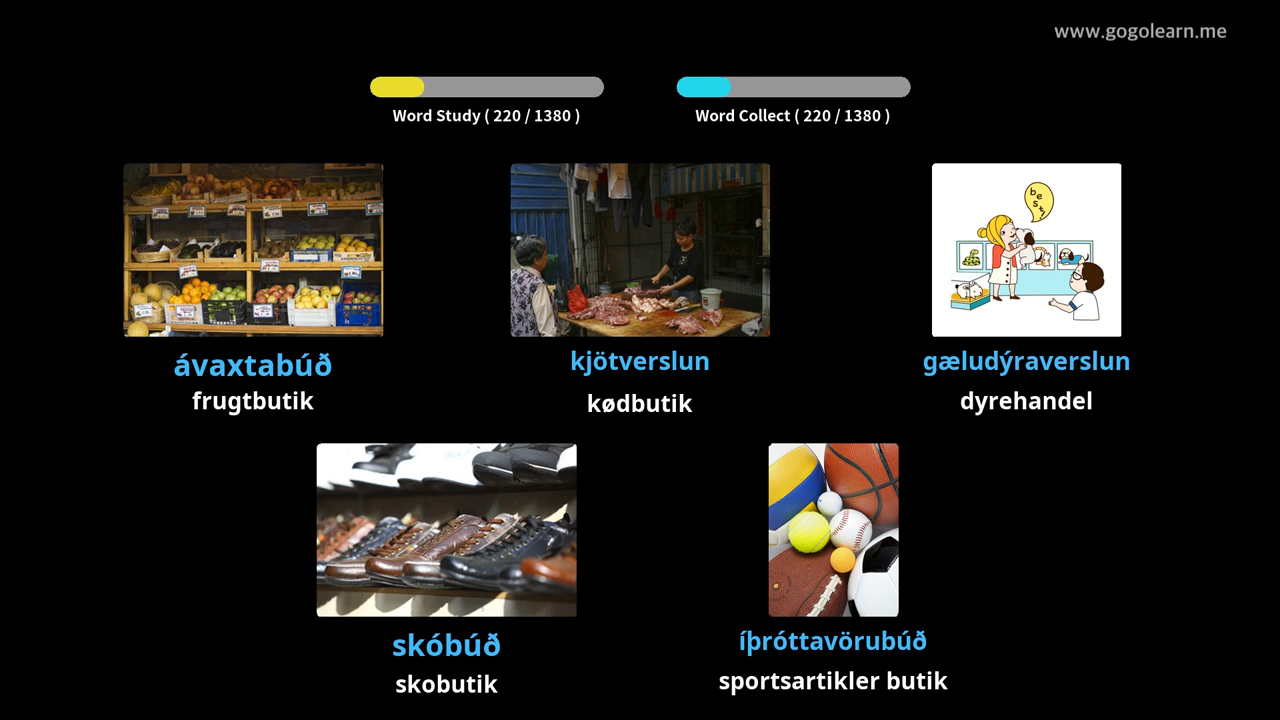 www.gogolearn.me
Word Study ( 220 / 1380 )
Word Collect ( 220 / 1380 )
best
ávaxtabúð
frugtbutik
kjötverslun
kødbutik
gæludýraverslun
dyrehandel
skóbúð
skobutik
íþróttavörubúð
sportsartikler butik